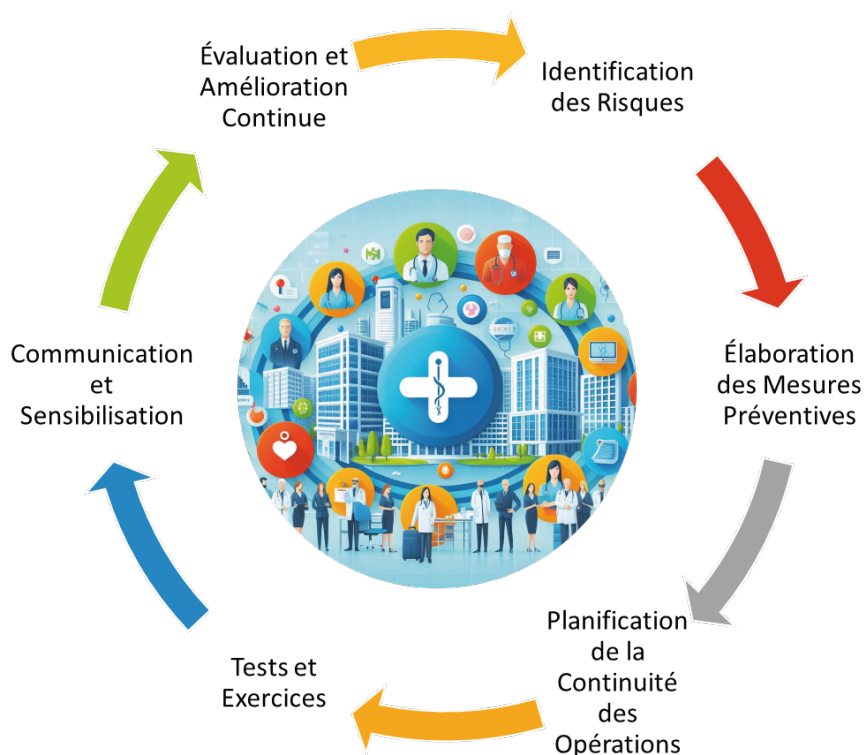 Évaluation et
Amélioration
Continue
Identification
des Risques
Élaboration
des Mesures
Préventives
Planification
de la
Continuité
des
Opérations
Tests et
Exercices
Communication
et
Sensibilisation